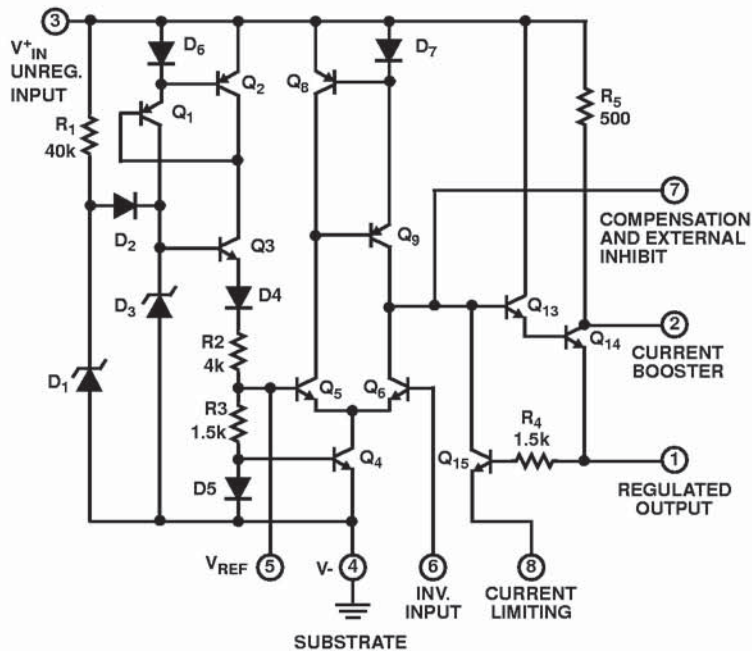 3
V+IN
UNREG.
INPUT
D6
Q2
Q1
R1
40k
D2
D3
D1
Q3
D4
R2
4k
R3
1.5k
D5
Q8
D7
Q9
Q5
Q6
Q4
7
COMPENSATION
AND EXTERNAL
INHIBIT
R5
500
Q13
Q14
2
CURRENT
BOOSTER
R4
1.5k
Q15
1
REGULATED
OUTPUT
VREF 5
V- 4
6
INV.
INPUT
8
CURRENT
LIMITING
SUBSTRATE